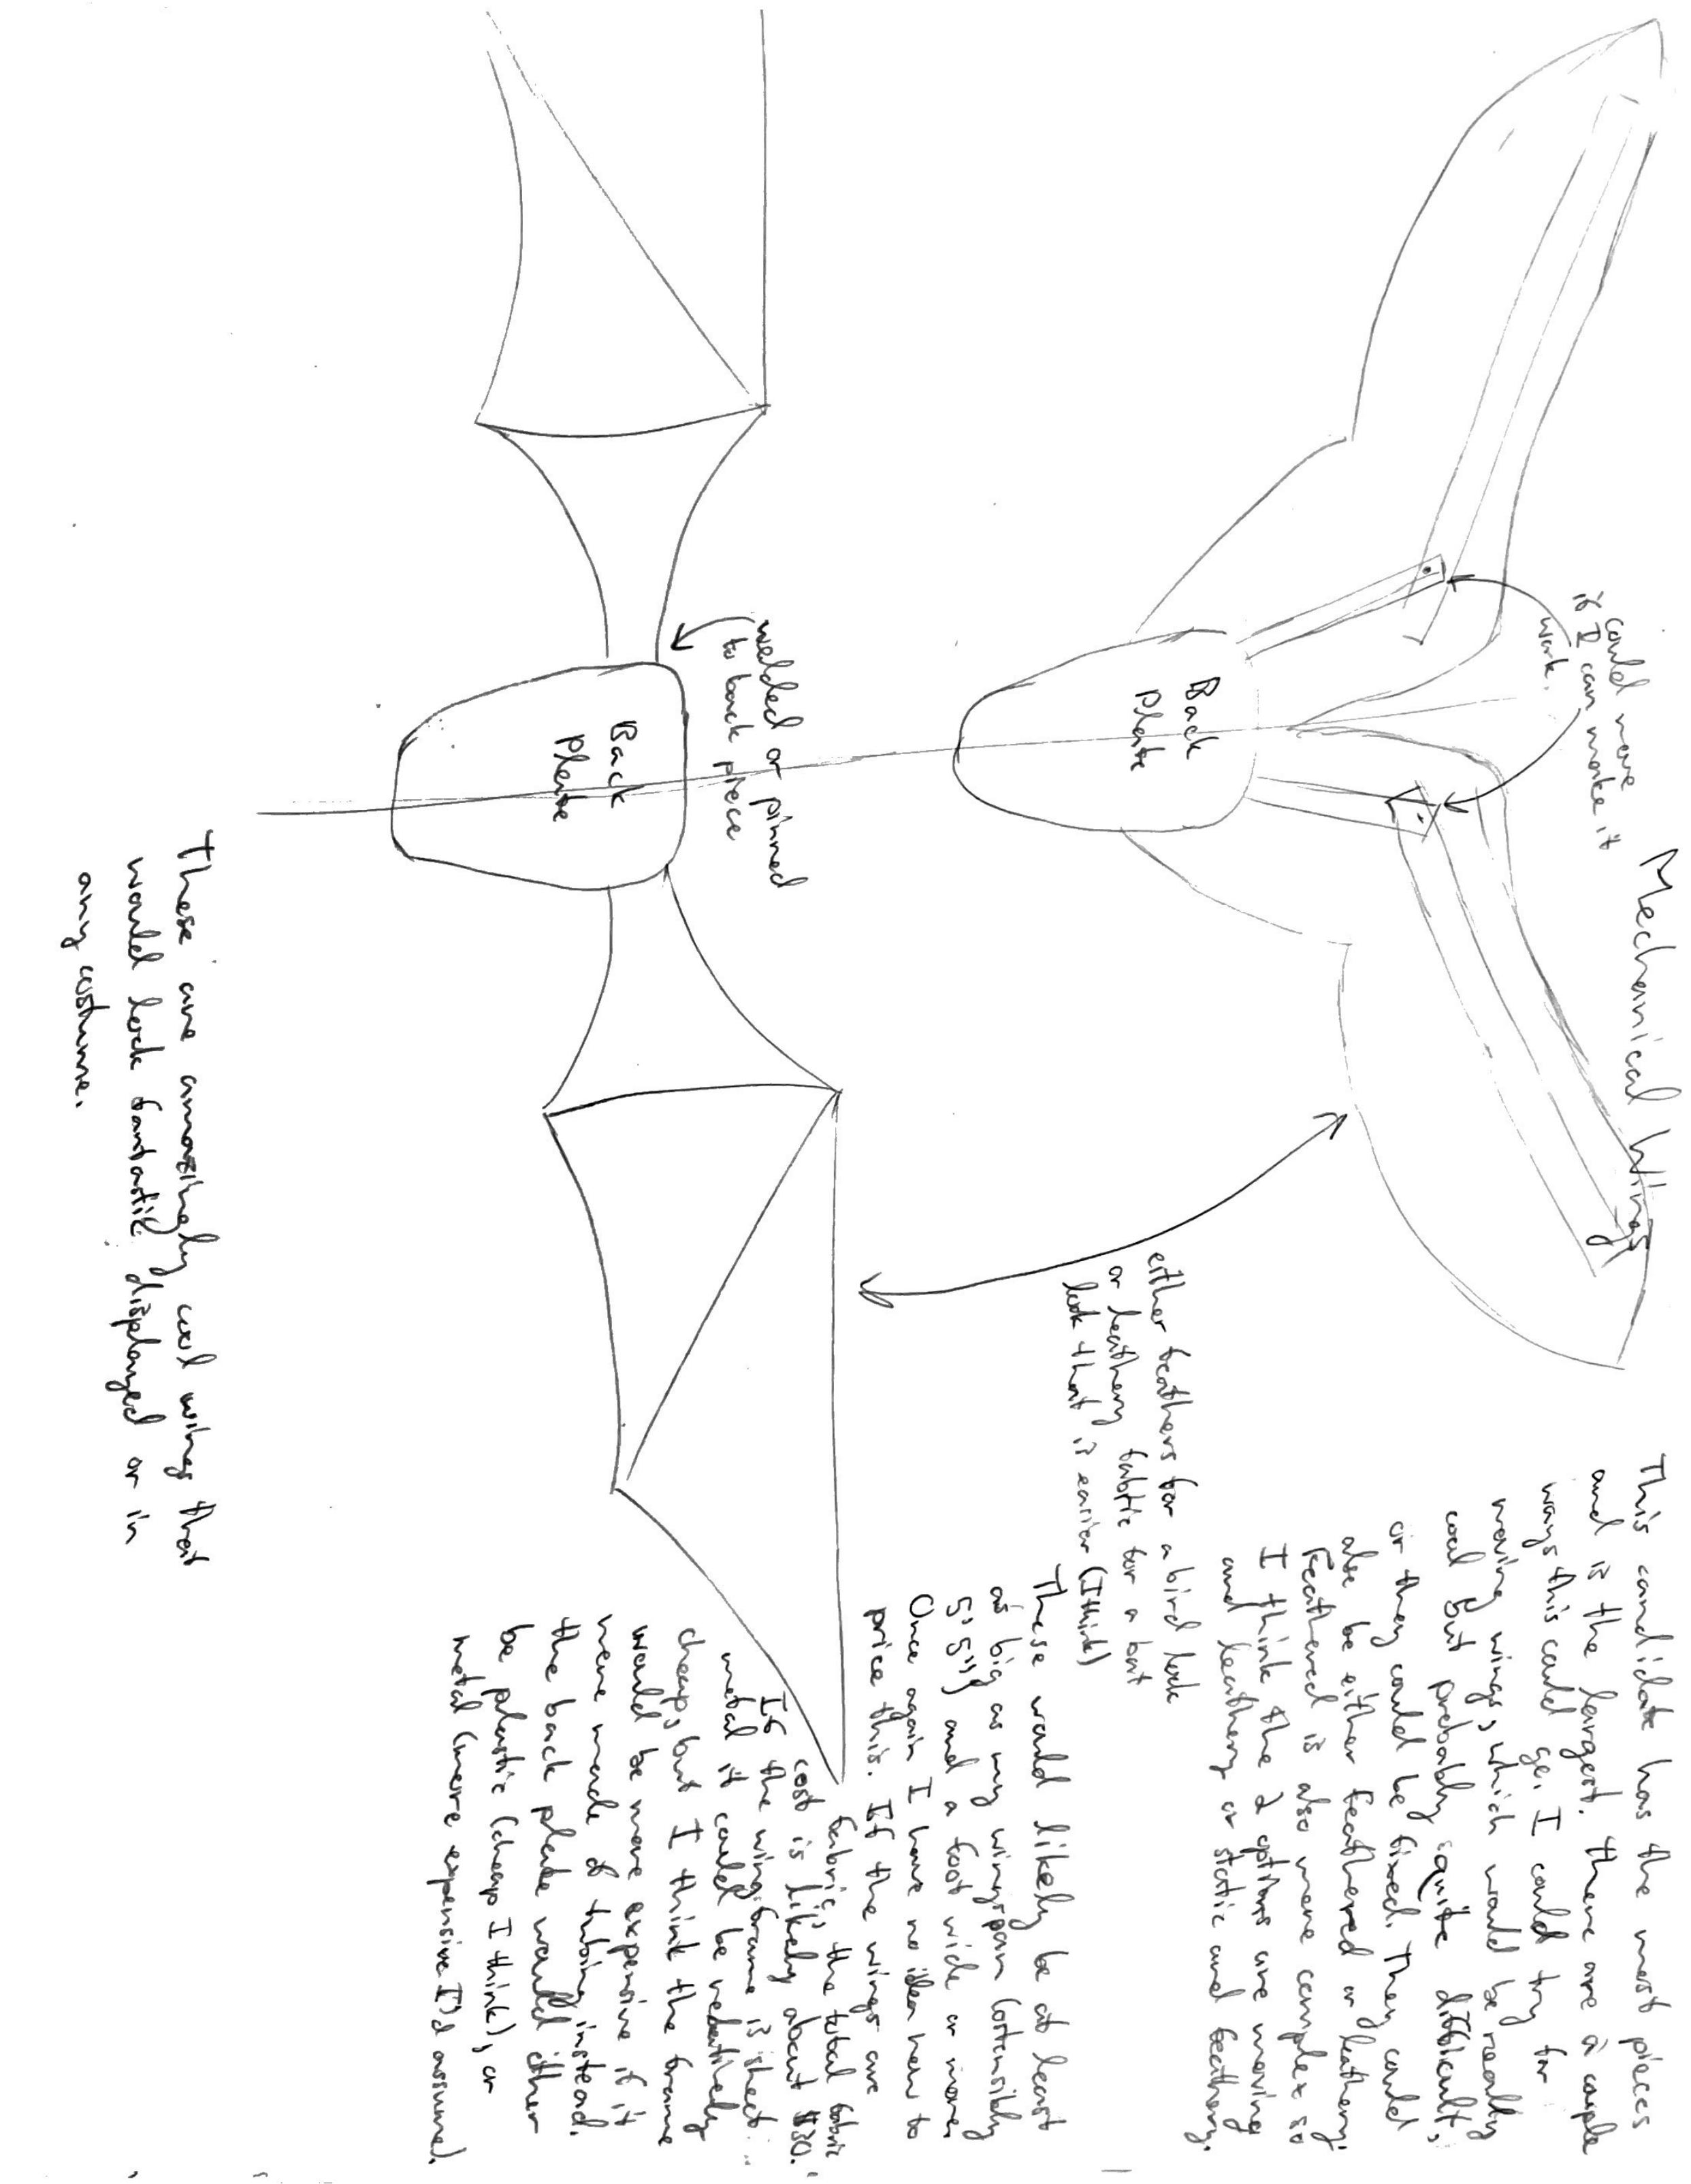 Mechanical Wings
could move
if I can make it
work.
This candidate has the most pieces
and is the largest. There are a couple
ways this could go. I could try for
moving wings, which would be really
cool but probably quite difficult,
or they could be fixed. They could
also be either feathered or leathery.
Feathered is also more complex so
I think the 2 options are moving
and leathery or static and feathery.
Back
Plate
either feathers for a bird look
or leathery fabric for a bat
look that is easier (I think)
These would likely be at least
as big as my wingspan (ostensibly
5'5") and a foot wide or more.
Once again I have no idea how to
price this. If the wings are
fabric, the total fabric
cost is likely about $30.
If the wing frame is sheet
metal it could be relatively
cheap, but I think the frame
would be more expensive if it
were made of tubing instead.
the back plate would ither
be plastic (cheap I think), or
metal (more expensive I'd assume).
welded or pinned
to back piece
Back
Plate
These are amazingly cool wings that
would look fantastic displayed or in
any costume.